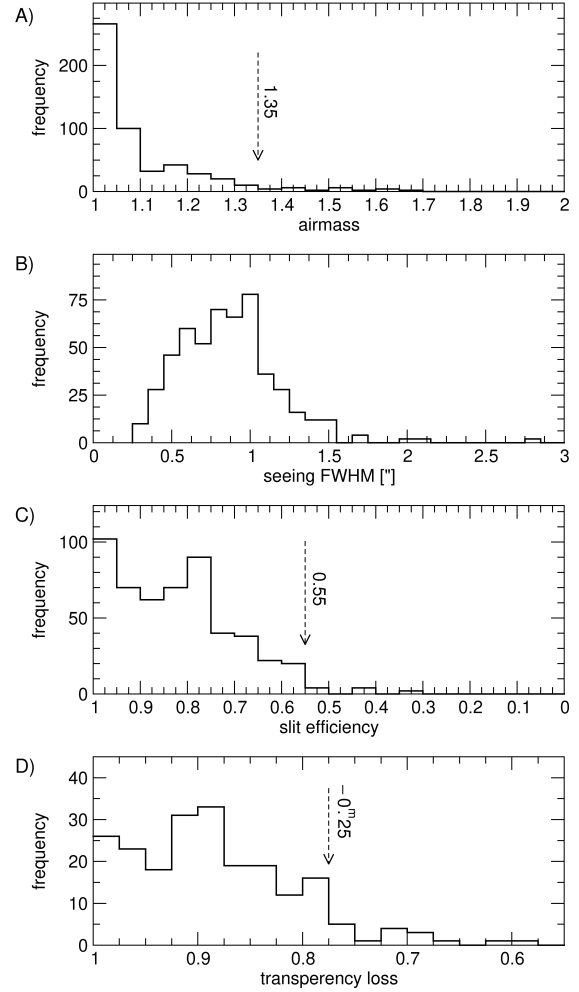 A)
frequency
200
100
0
1.35
1 1.1 1.2 1.3 1.4 1.5 1.6 1.7 1.8 1.9 2
airmass
B)
frequency
75
50
25
0
0 0.5 1 1.5 2 2.5 3
seeing FWHM ["]
C)
frequency
100
50
0
0.55
1 0.9 0.8 0.7 0.6 0.5 0.4 0.3 0.2 0.1 0
slit efficiency
D)
frequency
40
30
20
10
0
−0.ᵐ25
1 0.9 0.8 0.7 0.6
transperency loss